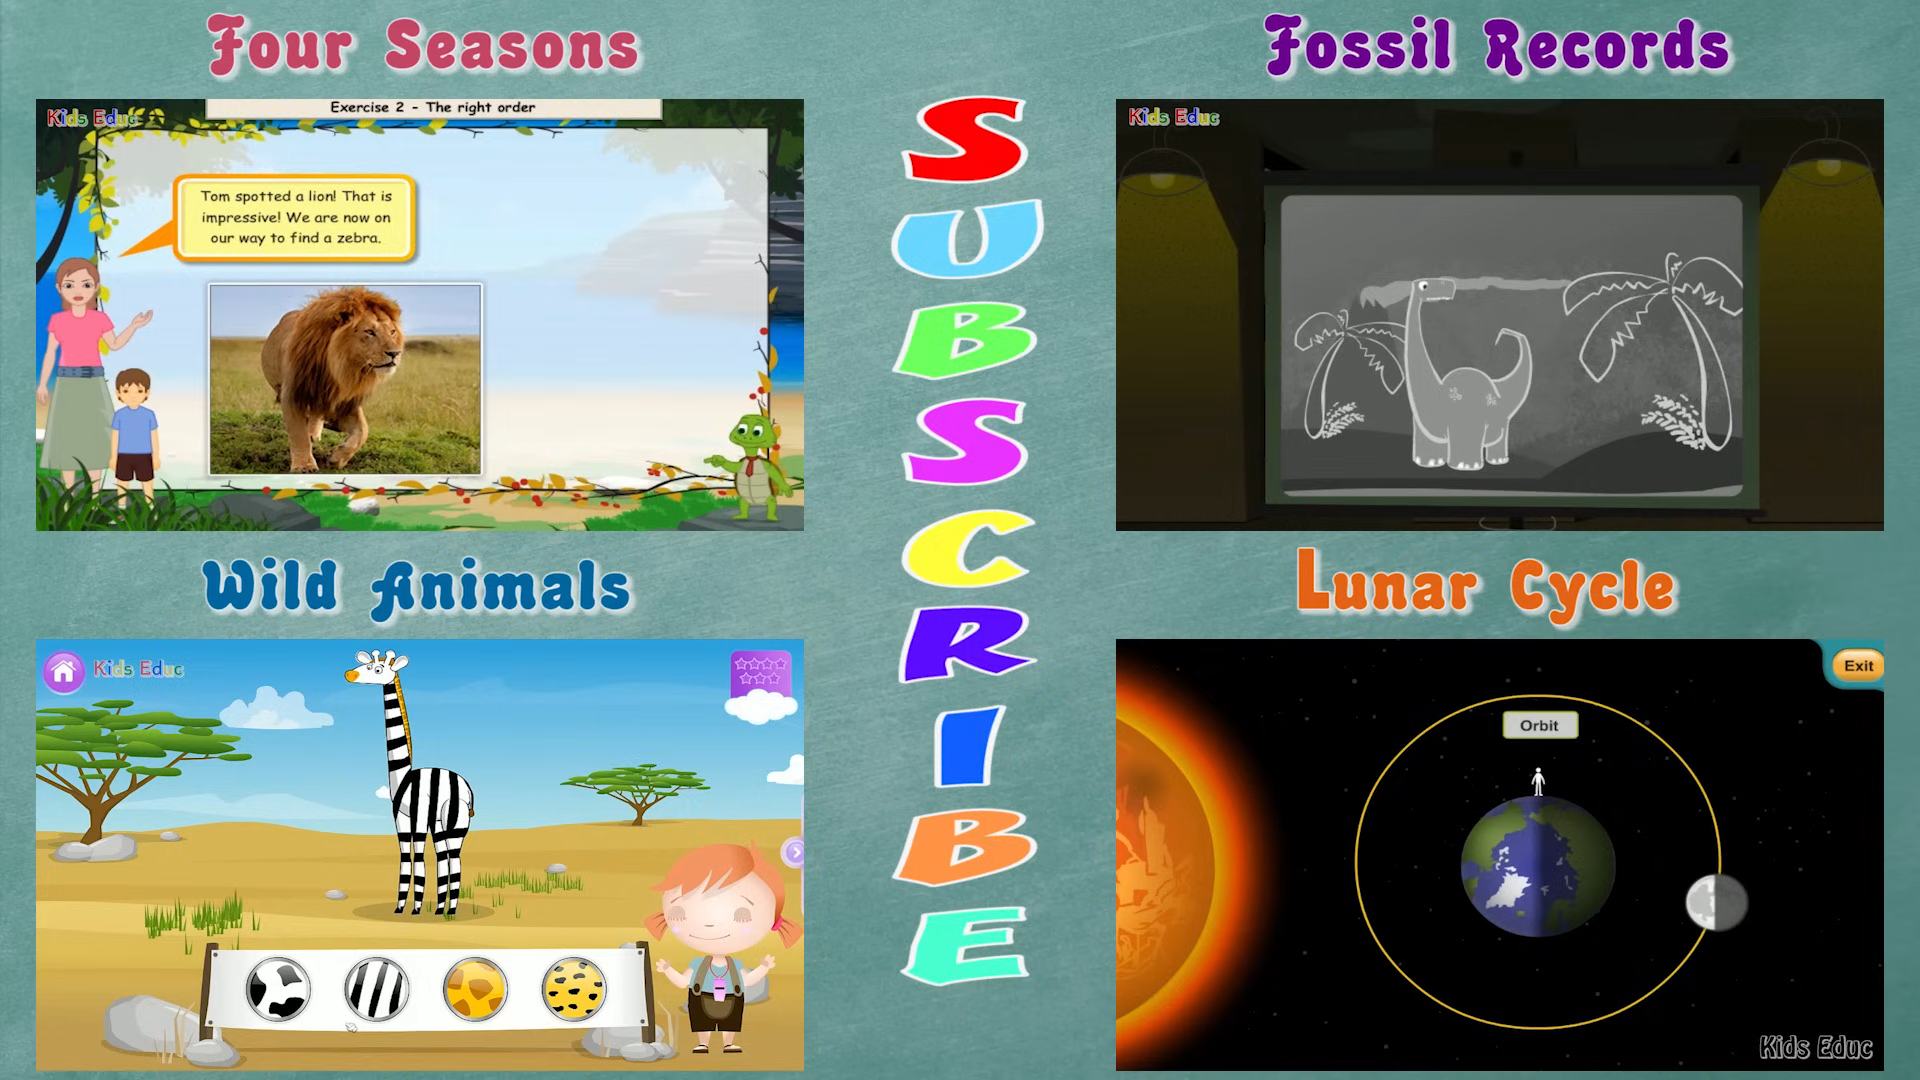 Four Seasons
Fossil Records
Kids Educ
Exercise 2 - The right order
Tom spotted a lion! That is
impressive! We are now on
our way to find a zebra.
Kids Educ
SUBSCRIBE
Wild Animals
Lunar Cycle
Kids Educ
Exit
Orbit
Kids Educ